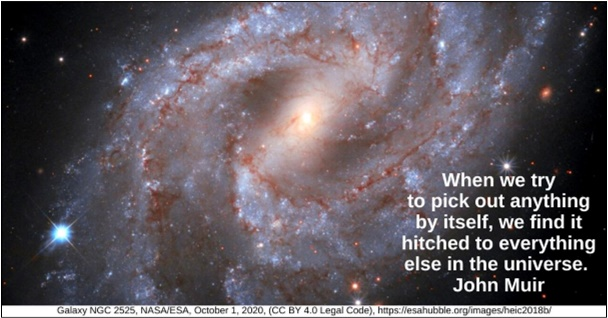 When we try
to pick out anything
by itself, we find it
hitched to everything
else in the universe.
John Muir
Galaxy NGC 2525, NASA/ESA, October 1, 2020, (CC BY 4.0 Legal Code), https://esahubble.org/images/heic2018b/